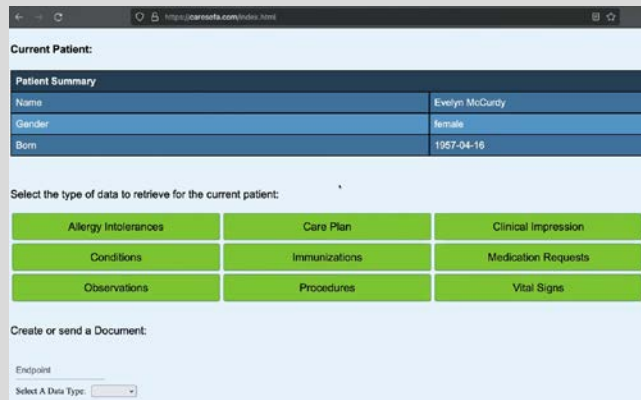 https://caresofa.com/index.html
Current Patient:
Patient Summary
Name Evelyn McCurdy
Gender female
Born 1957-04-16
Select the type of data to retrieve for the current patient:
Allergy Intolerances Care Plan Clinical Impression
Conditions Immunizations Medication Requests
Observations Procedures Vital Signs
Create or send a Document:
Endpoint
Select A Data Type: